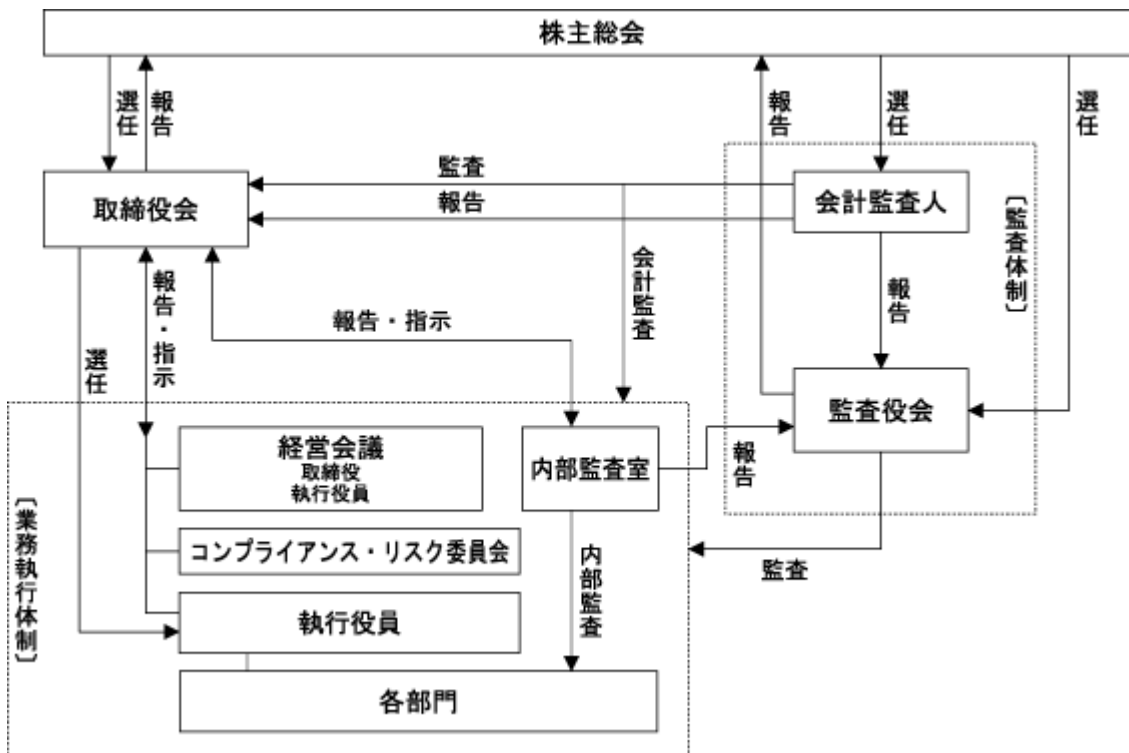 株主総会
選任
報告
報告
選任
選任
取締役会
監査
報告
会計監査人
〔監査体制〕
報告・指示
選任
報告・指示
会計監査
報告
監査役会
経営会議
取締役
執行役員
内部監査室
報告
コンプライアンス・リスク委員会
監査
〔業務執行体制〕
内部監査
執行役員
各部門